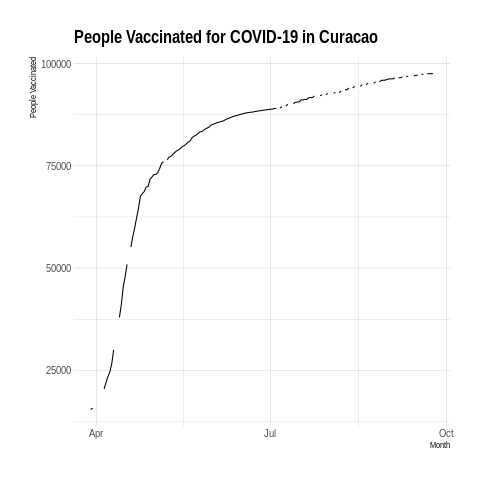 People Vaccinated for COVID-19 in Curacao
People Vaccinated
100000
75000
50000
25000
Apr
Jul
Oct
Month